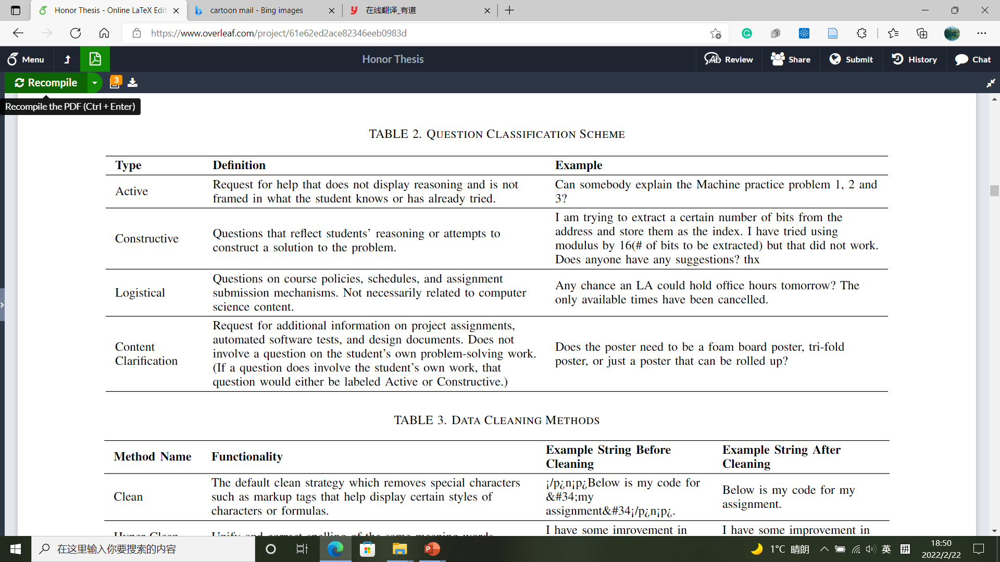 Honor Thesis - Online LaTeX Edit
cartoon mail - Bing images
在线翻译_有道
https://www.overleaf.com/project/61e62ed2ace82346eeb0983d
Menu
Honor Thesis
Review
Share
Submit
History
Chat
Recompile
3
Recompile the PDF (Ctrl + Enter)
TABLE 2. QUESTION CLASSIFICATION SCHEME
Type
Definition
Example
Active
Request for help that does not display reasoning and is not
framed in what the student knows or has already tried.
Can somebody explain the Machine practice problem 1, 2 and
3?
Constructive
Questions that reflect students’ reasoning or attempts to
construct a solution to the problem.
I am trying to extract a certain number of bits from the
address and store them as the index. I have tried using
modulus by 16(# of bits to be extracted) but that did not work.
Does anyone have any suggestions? thx
Logistical
Questions on course policies, schedules, and assignment
submission mechanisms. Not necessarily related to computer
science content.
Any chance an LA could hold office hours tomorrow? The
only available times have been cancelled.
Content
Clarification
Request for additional information on project assignments,
automated software tests, and design documents. Does not
involve a question on the student’s own problem-solving work.
(If a question does involve the student’s own work, that
question would either be labeled Active or Constructive.)
Does the poster need to be a foam board poster, tri-fold
poster, or just a poster that can be rolled up?
TABLE 3. DATA CLEANING METHODS
Method Name
Functionality
Example String Before
Cleaning
Example String After
Cleaning
Clean
The default clean strategy which removes special characters
such as markup tags that help display certain styles of
characters or formulas.
¡/p¿n¡p¿Below is my code for
&#34;my
assignment&#34¡/p¿n¡p¿.
Below is my code for my
assignment.
Hyper Clean
Unify and correct spelling of the same meaning words
I have some imrovement in
I have some improvement in
在这里输入你要搜索的内容
1°C 晴朗
英
拼
18:50
2022/2/22